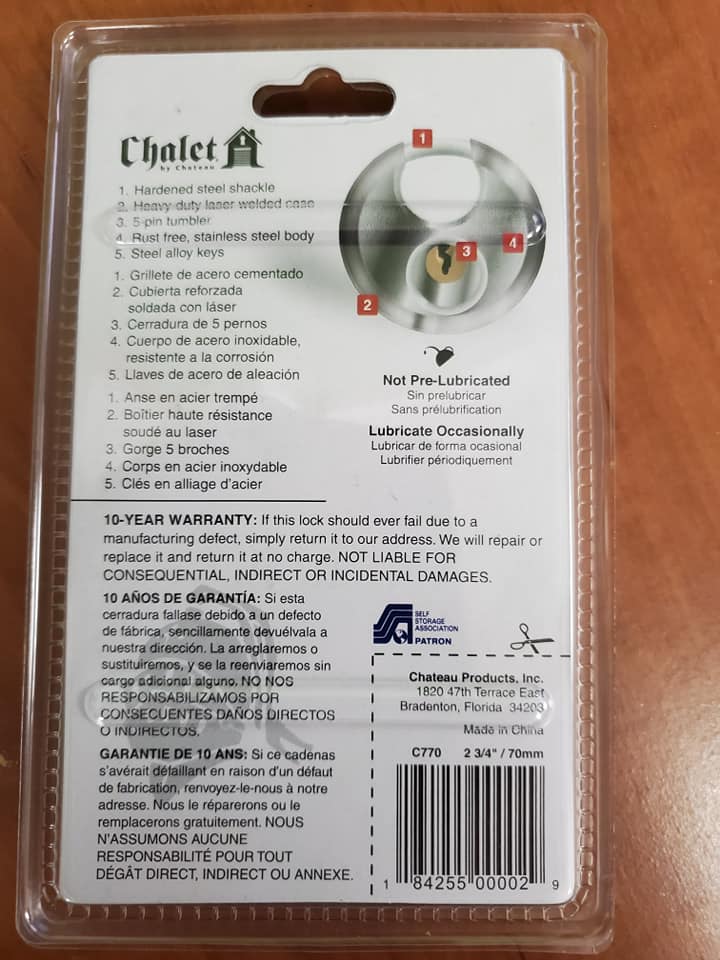 Chalet
by Chateau
1. Hardened steel shackle
2. Heavy duty laser welded case
3. 5-pin tumbler
4. Rust free, stainless steel body
5. Steel alloy keys
1. Grillete de acero cementado
2. Cubierta reforzada
soldada con láser
3. Cerradura de 5 pernos
4. Cuerpo de acero inoxidable,
resistente a la corrosión
5. Llaves de acero de aleación
1. Anse en acier trempé
2. Boîtier haute résistance
soudé au laser
3. Gorge 5 broches
4. Corps en acier inoxydable
5. Clés en alliage d'acier
1
3
4
2
Not Pre-Lubricated
Sin prelubricar
Sans prélubrification
Lubricate Occasionally
Lubricar de forma ocasional
Lubrifier périodiquement
10-YEAR WARRANTY: If this lock should ever fail due to a
manufacturing defect, simply return it to our address. We will repair or
replace it and return it at no charge. NOT LIABLE FOR
CONSEQUENTIAL, INDIRECT OR INCIDENTAL DAMAGES.
10 AÑOS DE GARANTÍA: Si esta
cerradura fallase debido a un defecto
de fábrica, sencillamente devuélvala a
nuestra dirección. La arreglaremos o
sustituiremos, y se la reenviaremos sin
cargo adicional alguno. NO NOS
RESPONSABILIZAMOS POR
CONSECUENTES DAÑOS DIRECTOS
O INDIRECTOS.
GARANTIE DE 10 ANS: Si ce cadenas
s'avérait défaillant en raison d'un défaut
de fabrication, renvoyez-le-nous à notre
adresse. Nous le réparerons ou le
remplacerons gratuitement. NOUS
N'ASSUMONS AUCUNE
RESPONSABILITÉ POUR TOUT
DÉGÂT DIRECT, INDIRECT OU ANNEXE.
SELF
STORAGE
ASSOCIATION
PATRON
Chateau Products, Inc.
1820 47th Terrace East
Bradenton, Florida 34203
Made in China
C770 2 3/4" / 70mm
1 84255 00002 9